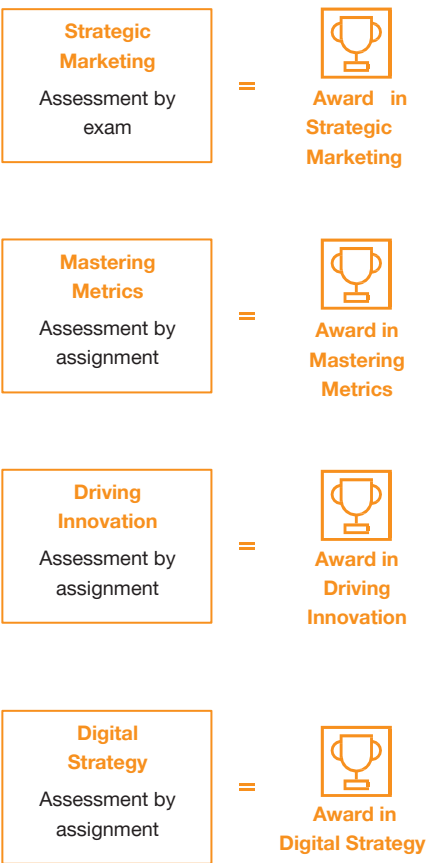 Strategic
Marketing
Assessment by
exam
=
Award in
Strategic
Marketing
Mastering
Metrics
Assessment by
assignment
=
Award in
Mastering
Metrics
Driving
Innovation
Assessment by
assignment
=
Award in
Driving
Innovation
Digital
Strategy
Assessment by
assignment
=
Award in
Digital Strategy